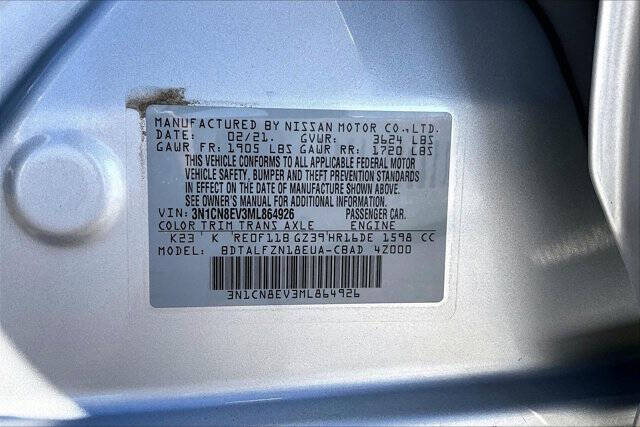 MANUFACTURED BY NISSAN MOTOR CO.,LTD.
DATE: 02/21. GVWR: 3624 LBS
GAWR FR: 1905 LBS GAWR RR: 1720 LBS
THIS VEHICLE CONFORMS TO ALL APPLICABLE FEDERAL MOTOR
VEHICLE SAFETY, BUMPER AND THEFT PREVENTION STANDARDS
IN EFFECT ON THE DATE OF MANUFACTURE SHOWN ABOVE.
SEE OWNER'S MANUAL FOR ADDITIONAL INFORMATION.
VIN: 3N1CN8EV3ML864926 PASSENGER CAR.
COLOR TRIM TRANS AXLE ENGINE
K23 K RE0F11B GZ39 HR16DE 1598 CC
MODEL: BDTALFZN18EUA-CBAD 4Z000
3N1CN8EV3ML864926